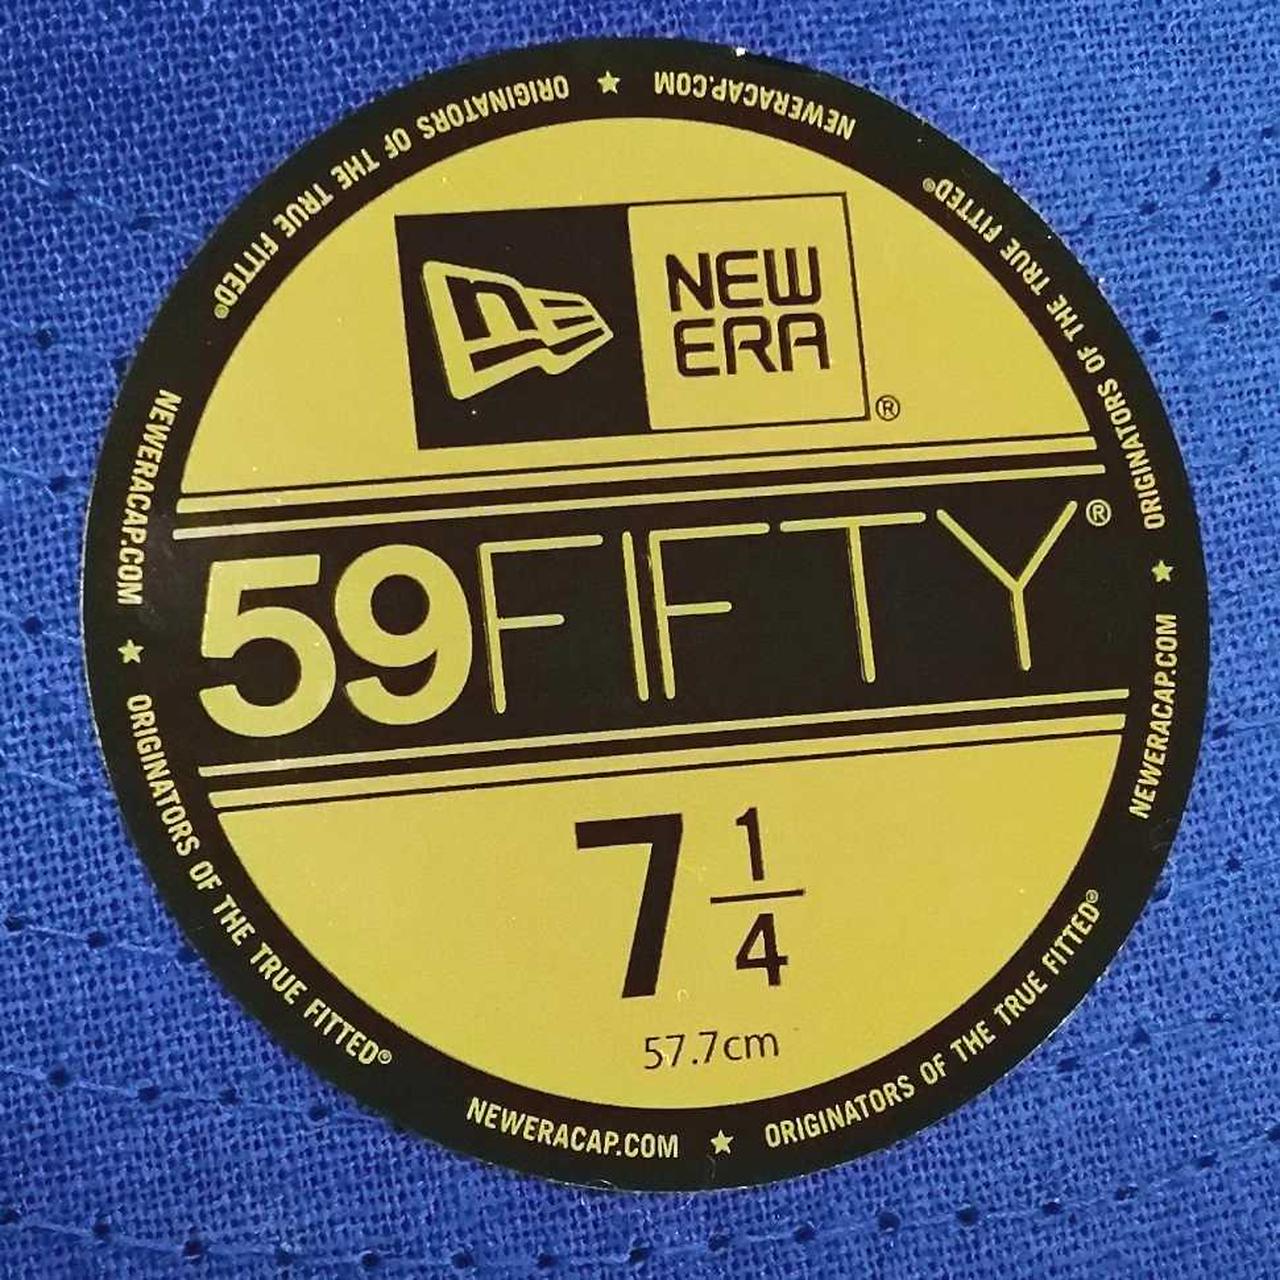 NEW
ERA
®
59FIFTY®
7 1/4
57.7cm
NEWERACAP.COM ★ ORIGINATORS OF THE TRUE FITTED®
NEWERACAP.COM ★ ORIGINATORS OF THE TRUE FITTED®
NEWERACAP.COM ★ ORIGINATORS OF THE TRUE FITTED®
NEWERACAP.COM ★ ORIGINATORS OF THE TRUE FITTED®